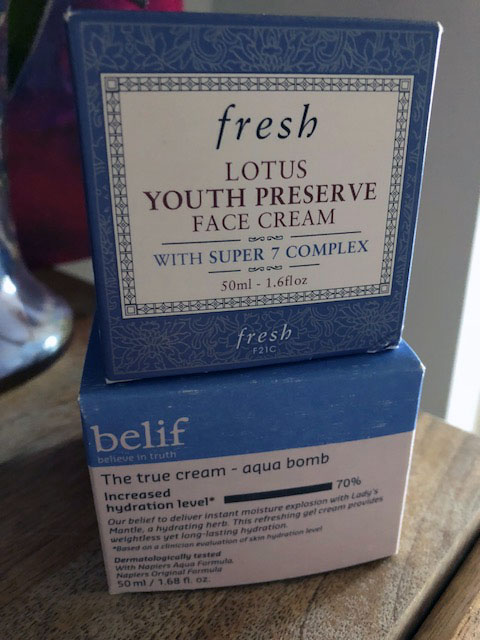 fresh
LOTUS
YOUTH PRESERVE
FACE CREAM
WITH SUPER 7 COMPLEX
50ml - 1.6floz
fresh
F21C
belif
believe in truth
The true cream - aqua bomb
Increased
hydration level* 70%
Our belief to deliver instant moisture explosion with Lady's
Mantle, a hydrating herb. This refreshing gel cream provides
weightless yet long-lasting hydration.
*Based on a clinician evaluation of skin hydration level
Dermatologically tested
With Napiers Aqua Formula,
Napiers Original Formula
50 ml / 1.68 fl. oz.